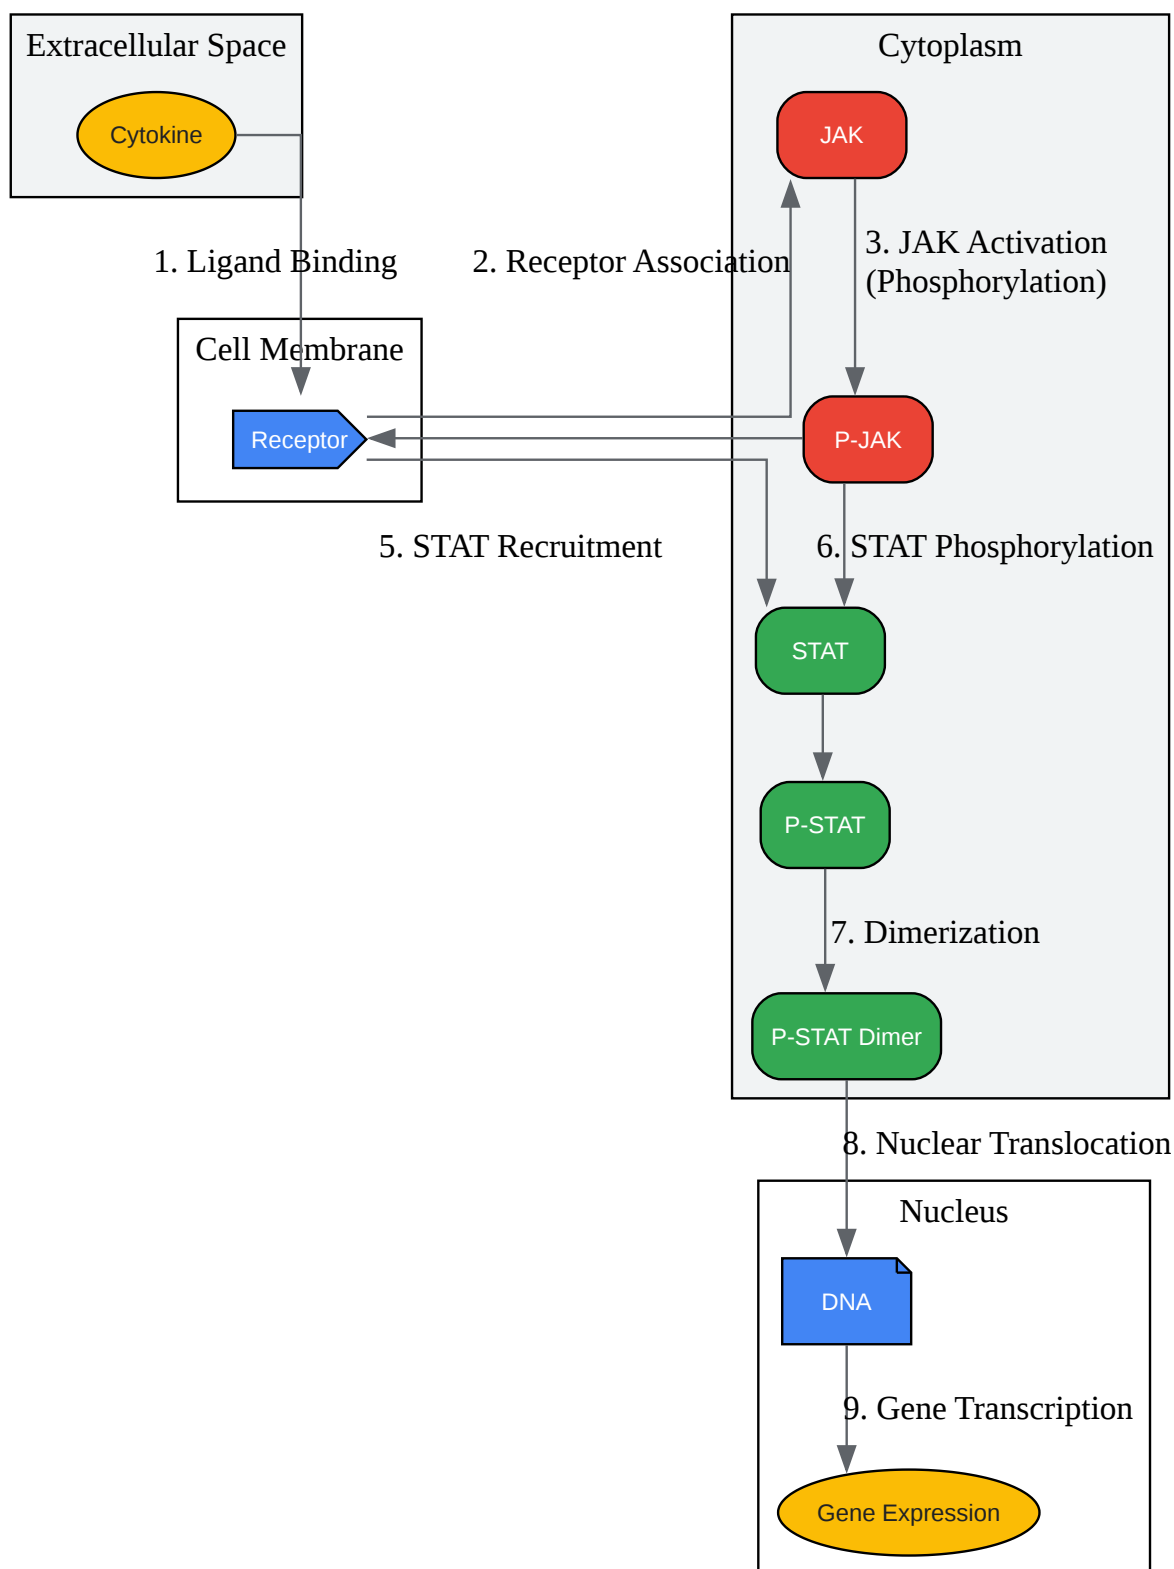 Extracellular Space
Cytoplasm
Cytokine
JAK
1. Ligand Binding
2. Receptor Association
3. JAK Activation
(Phosphorylation)
Cell Membrane
Receptor
P-JAK
5. STAT Recruitment
6. STAT Phosphorylation
STAT
P-STAT
7. Dimerization
P-STAT Dimer
8. Nuclear Translocation
Nucleus
DNA
9. Gene Transcription
Gene Expression